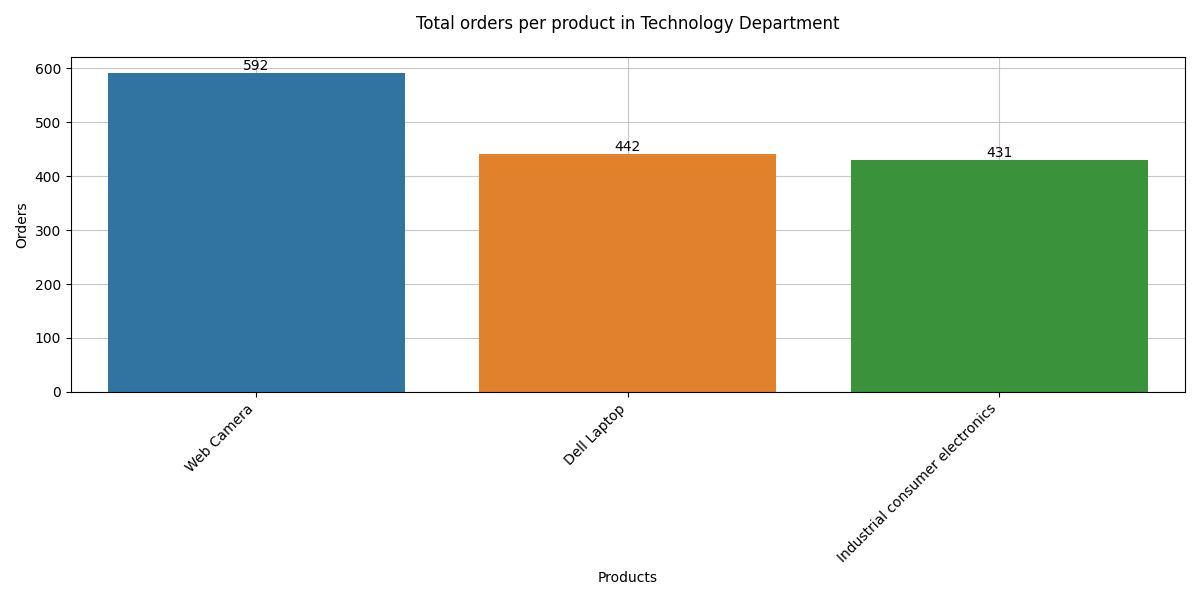 Total orders per product in Technology Department
Orders
600
500
400
300
200
100
0
592
442
431
Web Camera
Dell Laptop
Industrial consumer electronics
Products